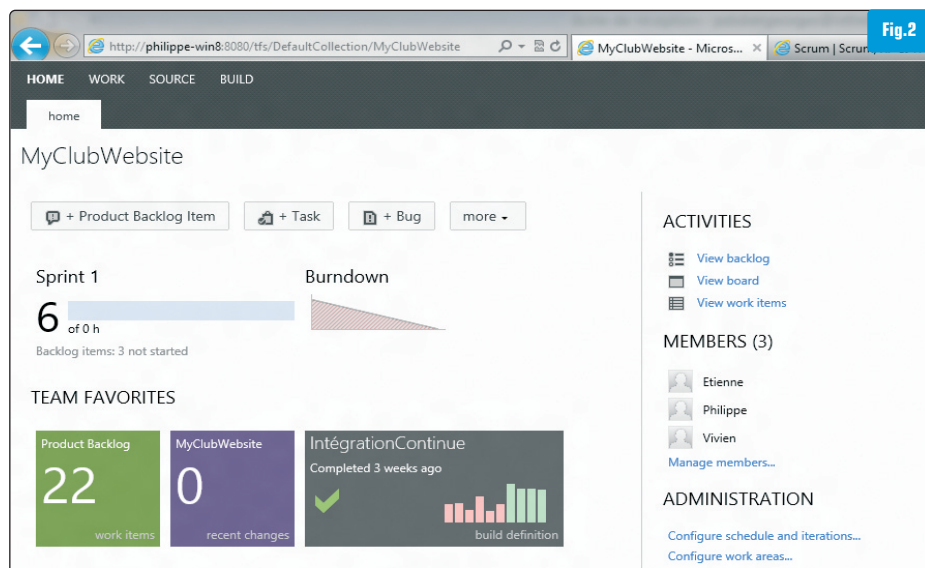 Fig.2
http://philippe-win8:8080/tfs/DefaultCollection/MyClubWebsite
MyClubWebsite - Micros...
Scrum | Scrum
HOME WORK SOURCE BUILD
home
MyClubWebsite
+ Product Backlog Item
+ Task
+ Bug
more
Sprint 1
6 of 0 h
Backlog items: 3 not started
Burndown
TEAM FAVORITES
Product Backlog
22
work items
MyClubWebsite
0
recent changes
IntégrationContinue
Completed 3 weeks ago
build definition
ACTIVITIES
View backlog
View board
View work items
MEMBERS (3)
Etienne
Philippe
Vivien
Manage members...
ADMINISTRATION
Configure schedule and iterations...
Configure work areas...